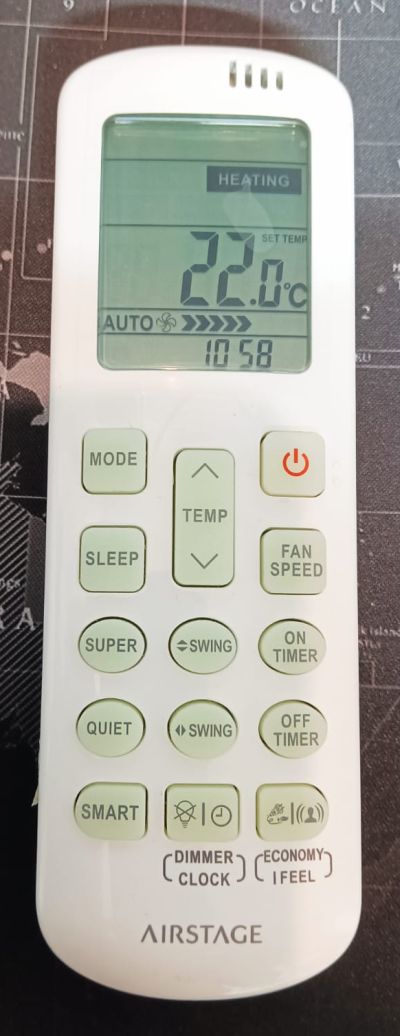 9
OCEAN
HEATING
SET TEMP
22.0°C
AUTO
10 58
MODE
TEMP
SLEEP
FAN
SPEED
SUPER
SWING
ON
TIMER
QUIET
SWING
OFF
TIMER
SMART
DIMMER
CLOCK
ECONOMY
I FEEL
AIRSTAGE